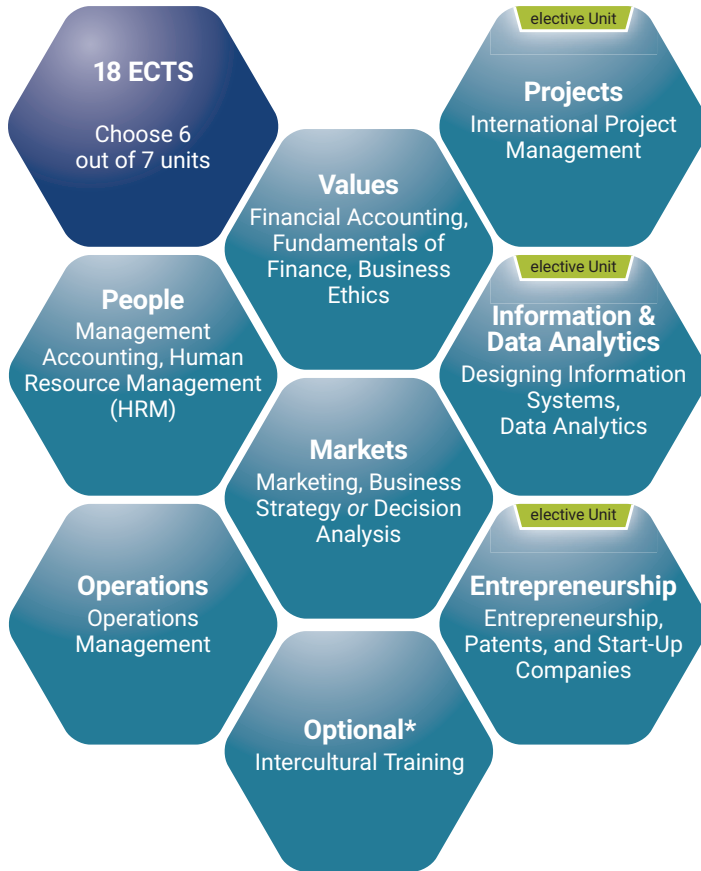 18 ECTS
Choose 6
out of 7 units
elective Unit
Projects
International Project
Management
Values
Financial Accounting,
Fundamentals of
Finance, Business
Ethics
People
Management
Accounting, Human
Resource Management
(HRM)
elective Unit
Information &
Data Analytics
Designing Information
Systems,
Data Analytics
Markets
Marketing, Business
Strategy or Decision
Analysis
Operations
Operations
Management
elective Unit
Entrepreneurship
Entrepreneurship,
Patents, and Start-Up
Companies
Optional*
Intercultural Training